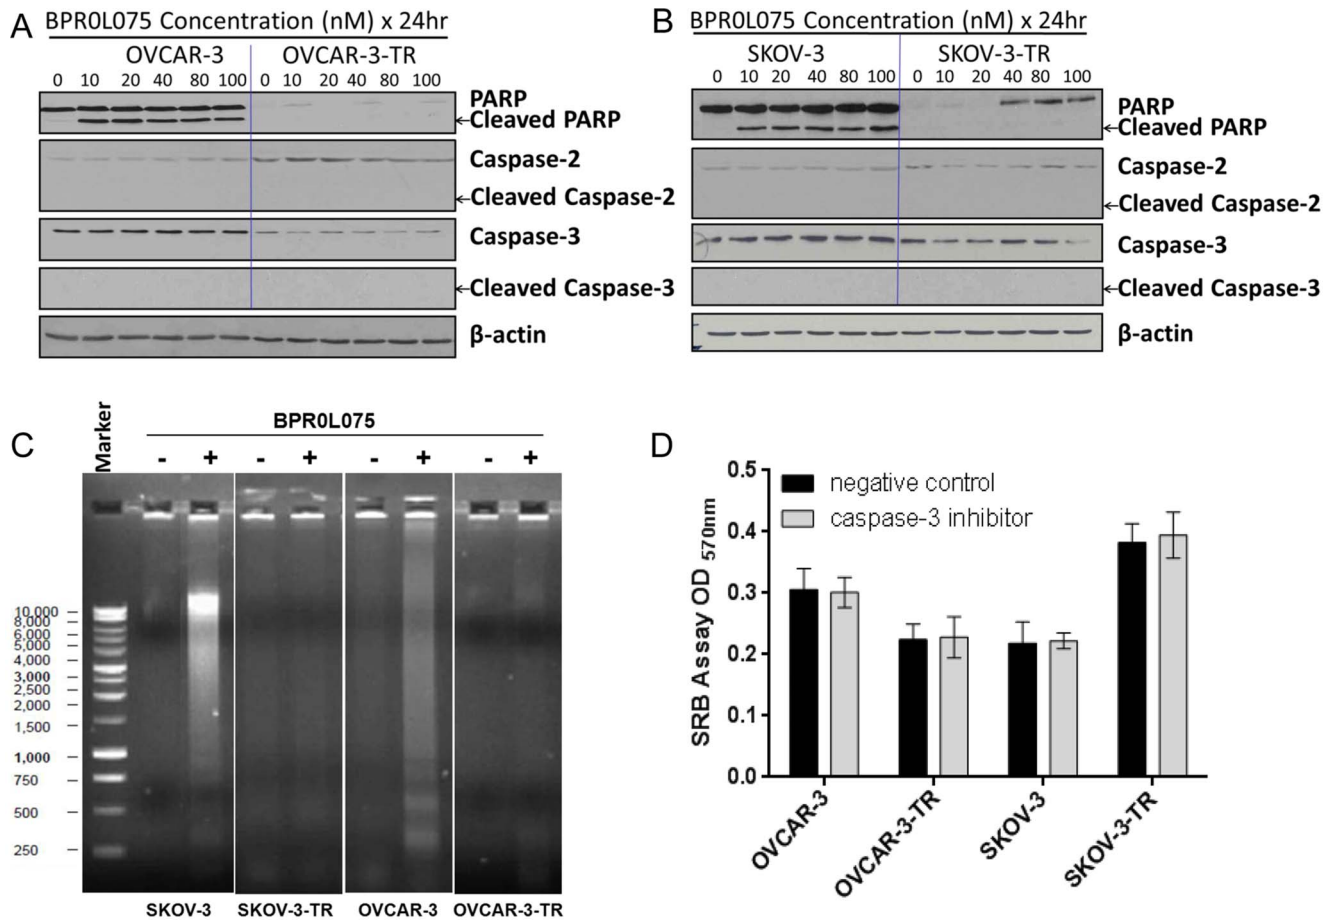 A
BPR0L075 Concentration (nM) x 24hr
OVCAR-3 OVCAR-3-TR
0 10 20 40 80 100 0 10 20 40 80 100
PARP
←Cleaved PARP
Caspase-2
←Cleaved Caspase-2
Caspase-3
←Cleaved Caspase-3
β-actin
B
BPR0L075 Concentration (nM) x 24hr
SKOV-3 SKOV-3-TR
0 10 20 40 80 100 0 10 20 40 80 100
PARP
←Cleaved PARP
Caspase-2
←Cleaved Caspase-2
Caspase-3
←Cleaved Caspase-3
β-actin
C
Marker
BPR0L075
- + - + - + - +
10,000
8,000
6,000
5,000
4,000
3,000
2,500
2,000
1,500
1,000
750
500
250
SKOV-3 SKOV-3-TR OVCAR-3 OVCAR-3-TR
D
SRB Assay OD 570nm
0.5
0.4
0.3
0.2
0.1
0.0
negative control
caspase-3 inhibitor
OVCAR-3
OVCAR-3-TR
SKOV-3
SKOV-3-TR